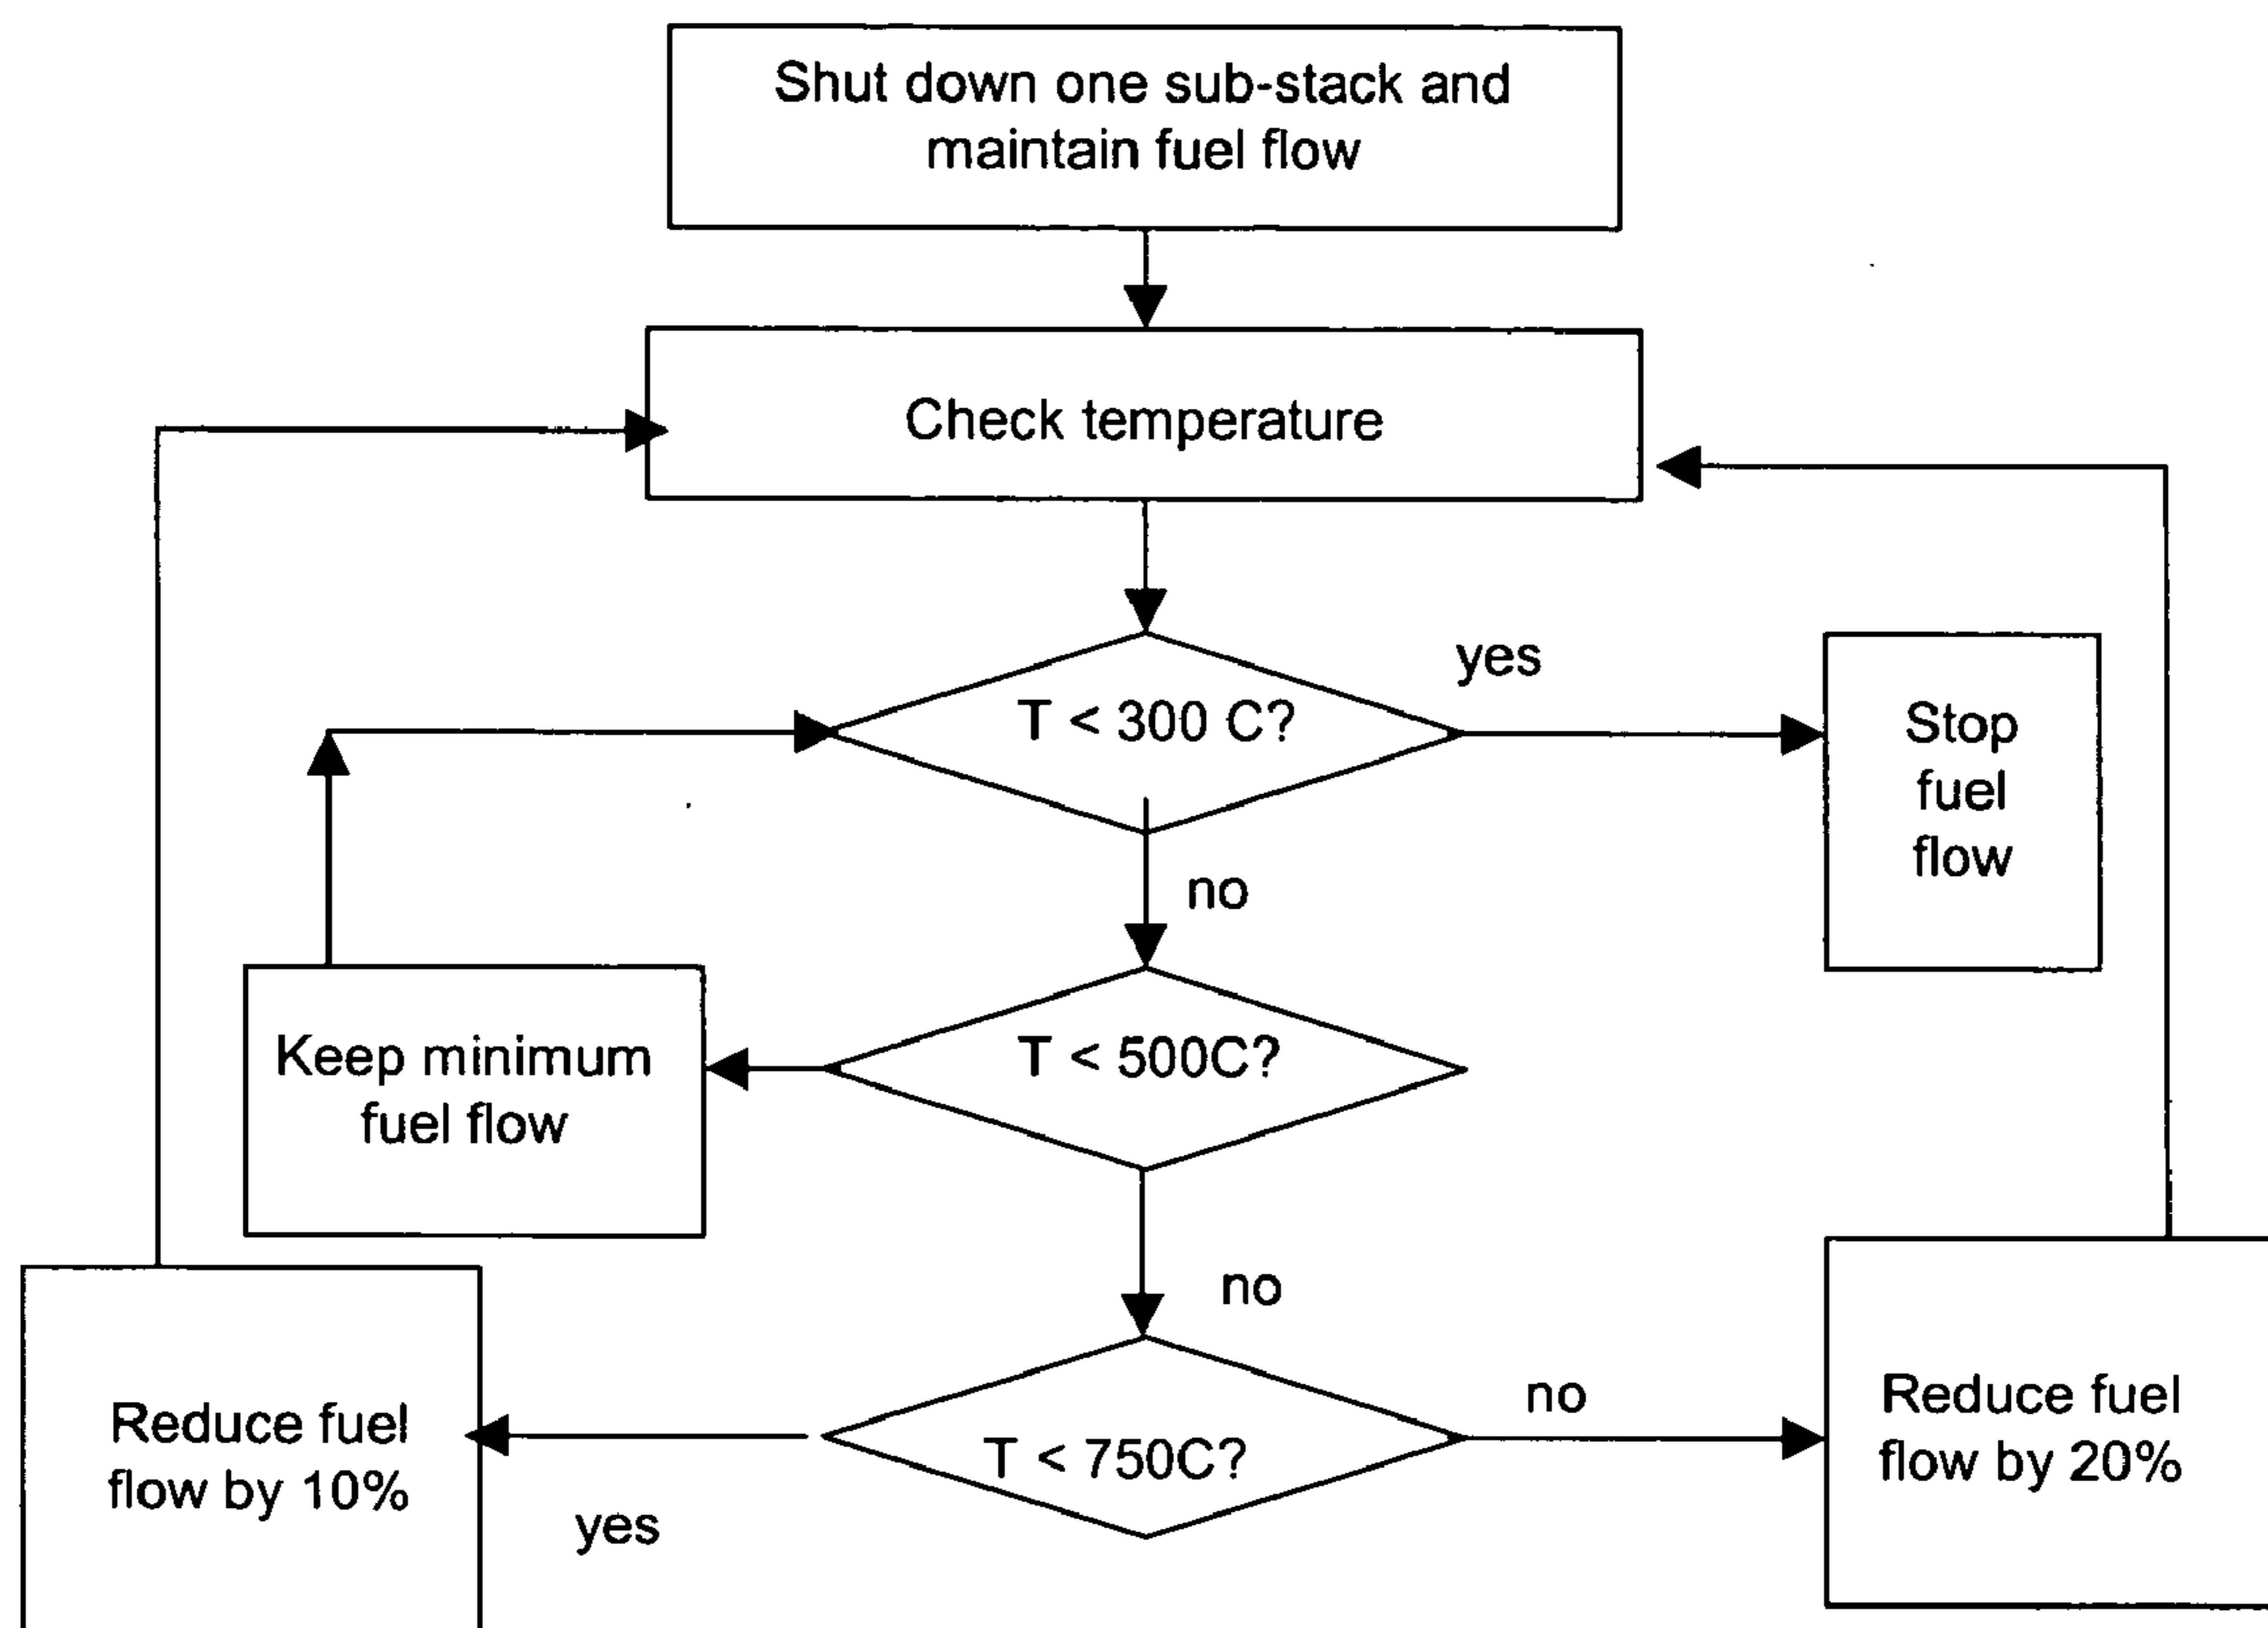 Shut down one sub-stack and
maintain fuel flow
Check temperature
yes
T < 300 C?
Stop
fuel
flow
no
Keep minimum
fuel flow
T < 500C?
no
Reduce fuel
flow by 10%
yes
T < 750C?
no
Reduce fuel
flow by 20%